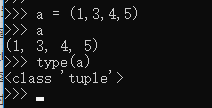 >>> a = (1,3,4,5)
>>> a
(1, 3, 4, 5)
>>> type(a)
<class 'tuple'>
>>>